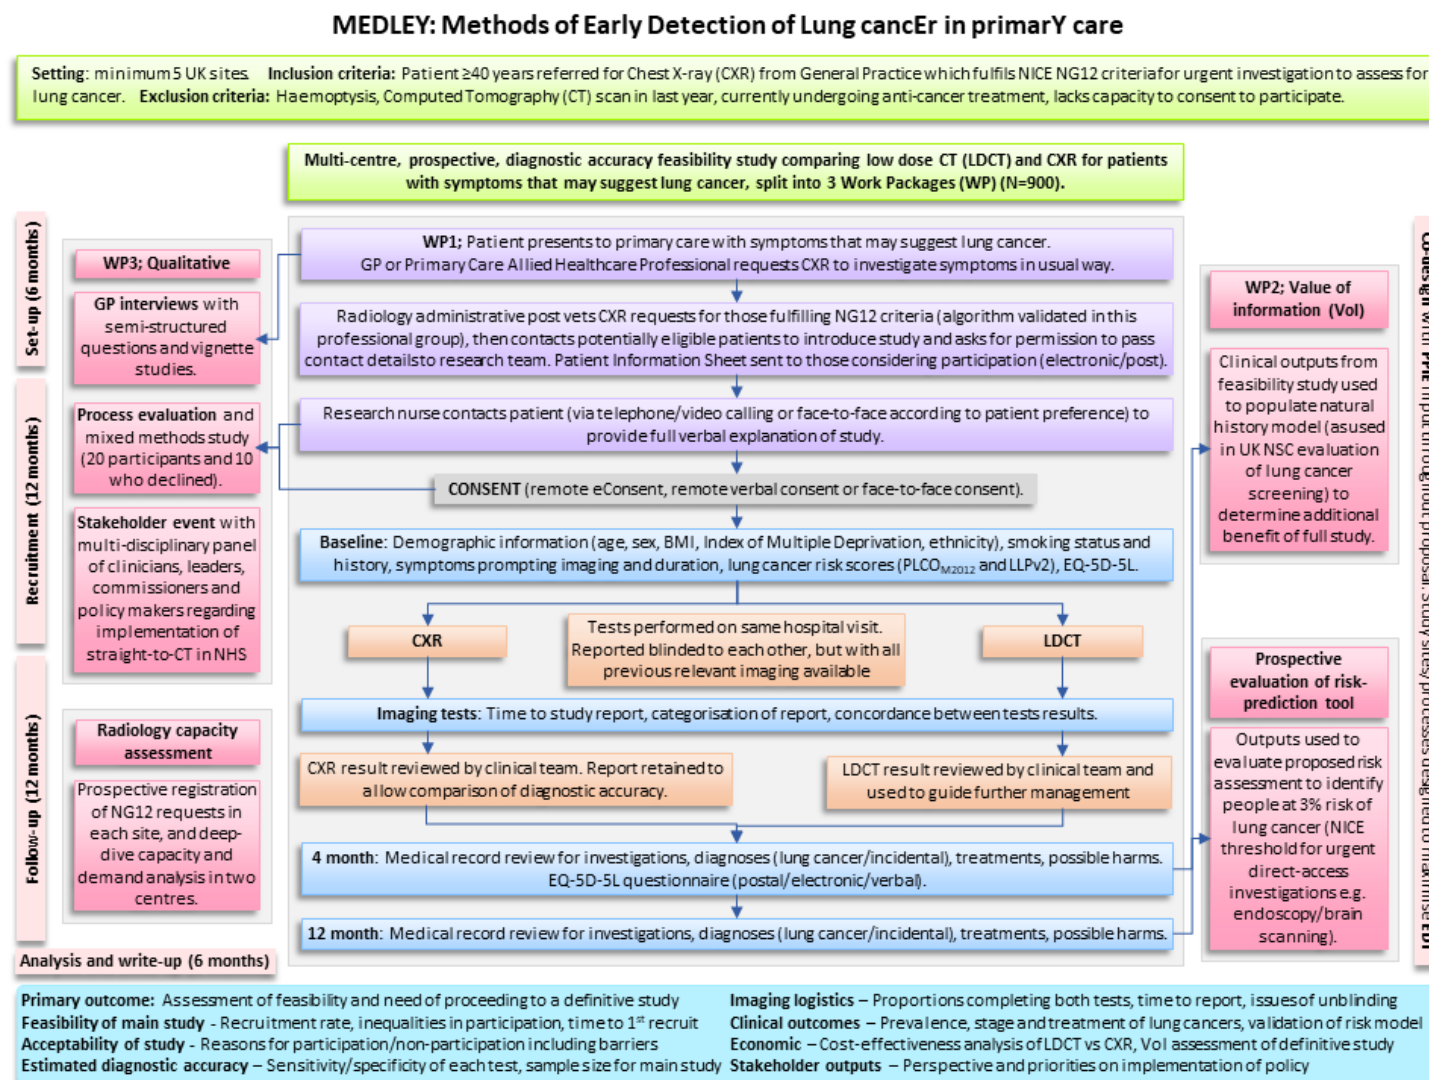 MEDLEY: Methods of Early Detection of Lung cancEr in primarY care
Setting: minimum 5 UK sites. Inclusion criteria: Patient ≥40 years referred for Chest X-ray (CXR) from General Practice which fulfils NICE NG12 criteria for urgent investigation to assess for
lung cancer. Exclusion criteria: Haemoptysis, Computed Tomography (CT) scan in last year, currently undergoing anti-cancer treatment, lacks capacity to consent to participate.
Multi-centre, prospective, diagnostic accuracy feasibility study comparing low dose CT (LDCT) and CXR for patients
with symptoms that may suggest lung cancer, split into 3 Work Packages (WP) (N=900).
Set-up (6 months)
Recruitment (12 months)
Follow-up (12 months)
Analysis and write-up (6 months)
WP3; Qualitative
GP interviews with
semi-structured
questions and vignette
studies.
Process evaluation and
mixed methods study
(20 participants and 10
who declined).
Stakeholder event with
multi-disciplinary panel
of clinicians, leaders,
commissioners and
policy makers regarding
implementation of
straight-to-CT in NHS
Radiology capacity
assessment
Prospective registration
of NG12 requests in
each site, and deep-
dive capacity and
demand analysis in two
centres.
WP1; Patient presents to primary care with symptoms that may suggest lung cancer.
GP or Primary Care Allied Healthcare Professional requests CXR to investigate symptoms in usual way.
Radiology administrative post vets CXR requests for those fulfilling NG12 criteria (algorithm validated in this
professional group), then contacts potentially eligible patients to introduce study and asks for permission to pass
contact details to research team. Patient Information Sheet sent to those considering participation (electronic/post).
Research nurse contacts patient (via telephone/video calling or face-to-face according to patient preference) to
provide full verbal explanation of study.
CONSENT (remote eConsent, remote verbal consent or face-to-face consent).
Baseline: Demographic information (age, sex, BMI, Index of Multiple Deprivation, ethnicity), smoking status and
history, symptoms prompting imaging and duration, lung cancer risk scores (PLCOM2012 and LLPv2), EQ-5D-5L.
CXR
Tests performed on same hospital visit.
Reported blinded to each other, but with all
previous relevant imaging available
LDCT
Imaging tests: Time to study report, categorisation of report, concordance between tests results.
CXR result reviewed by clinical team. Report retained to
allow comparison of diagnostic accuracy.
LDCT result reviewed by clinical team and
used to guide further management
4 month: Medical record review for investigations, diagnoses (lung cancer/incidental), treatments, possible harms.
EQ-5D-5L questionnaire (postal/electronic/verbal).
12 month: Medical record review for investigations, diagnoses (lung cancer/incidental), treatments, possible harms.
WP2; Value of
information (VoI)
Clinical outputs from
feasibility study used
to populate natural
history model (as used
in UK NSC evaluation
of lung cancer
screening) to
determine additional
benefit of full study.
Prospective
evaluation of risk-
prediction tool
Outputs used to
evaluate proposed risk
assessment to identify
people at 3% risk of
lung cancer (NICE
threshold for urgent
direct-access
investigations e.g.
endoscopy/brain
scanning).
Co-design with PPIE input throughout proposal. Study sites/processes designed to maximise EDI
Primary outcome: Assessment of feasibility and need of proceeding to a definitive study
Feasibility of main study - Recruitment rate, inequalities in participation, time to 1st recruit
Acceptability of study - Reasons for participation/non-participation including barriers
Estimated diagnostic accuracy – Sensitivity/specificity of each test, sample size for main study
Imaging logistics – Proportions completing both tests, time to report, issues of unblinding
Clinical outcomes – Prevalence, stage and treatment of lung cancers, validation of risk model
Economic – Cost-effectiveness analysis of LDCT vs CXR, VoI assessment of definitive study
Stakeholder outputs – Perspective and priorities on implementation of policy